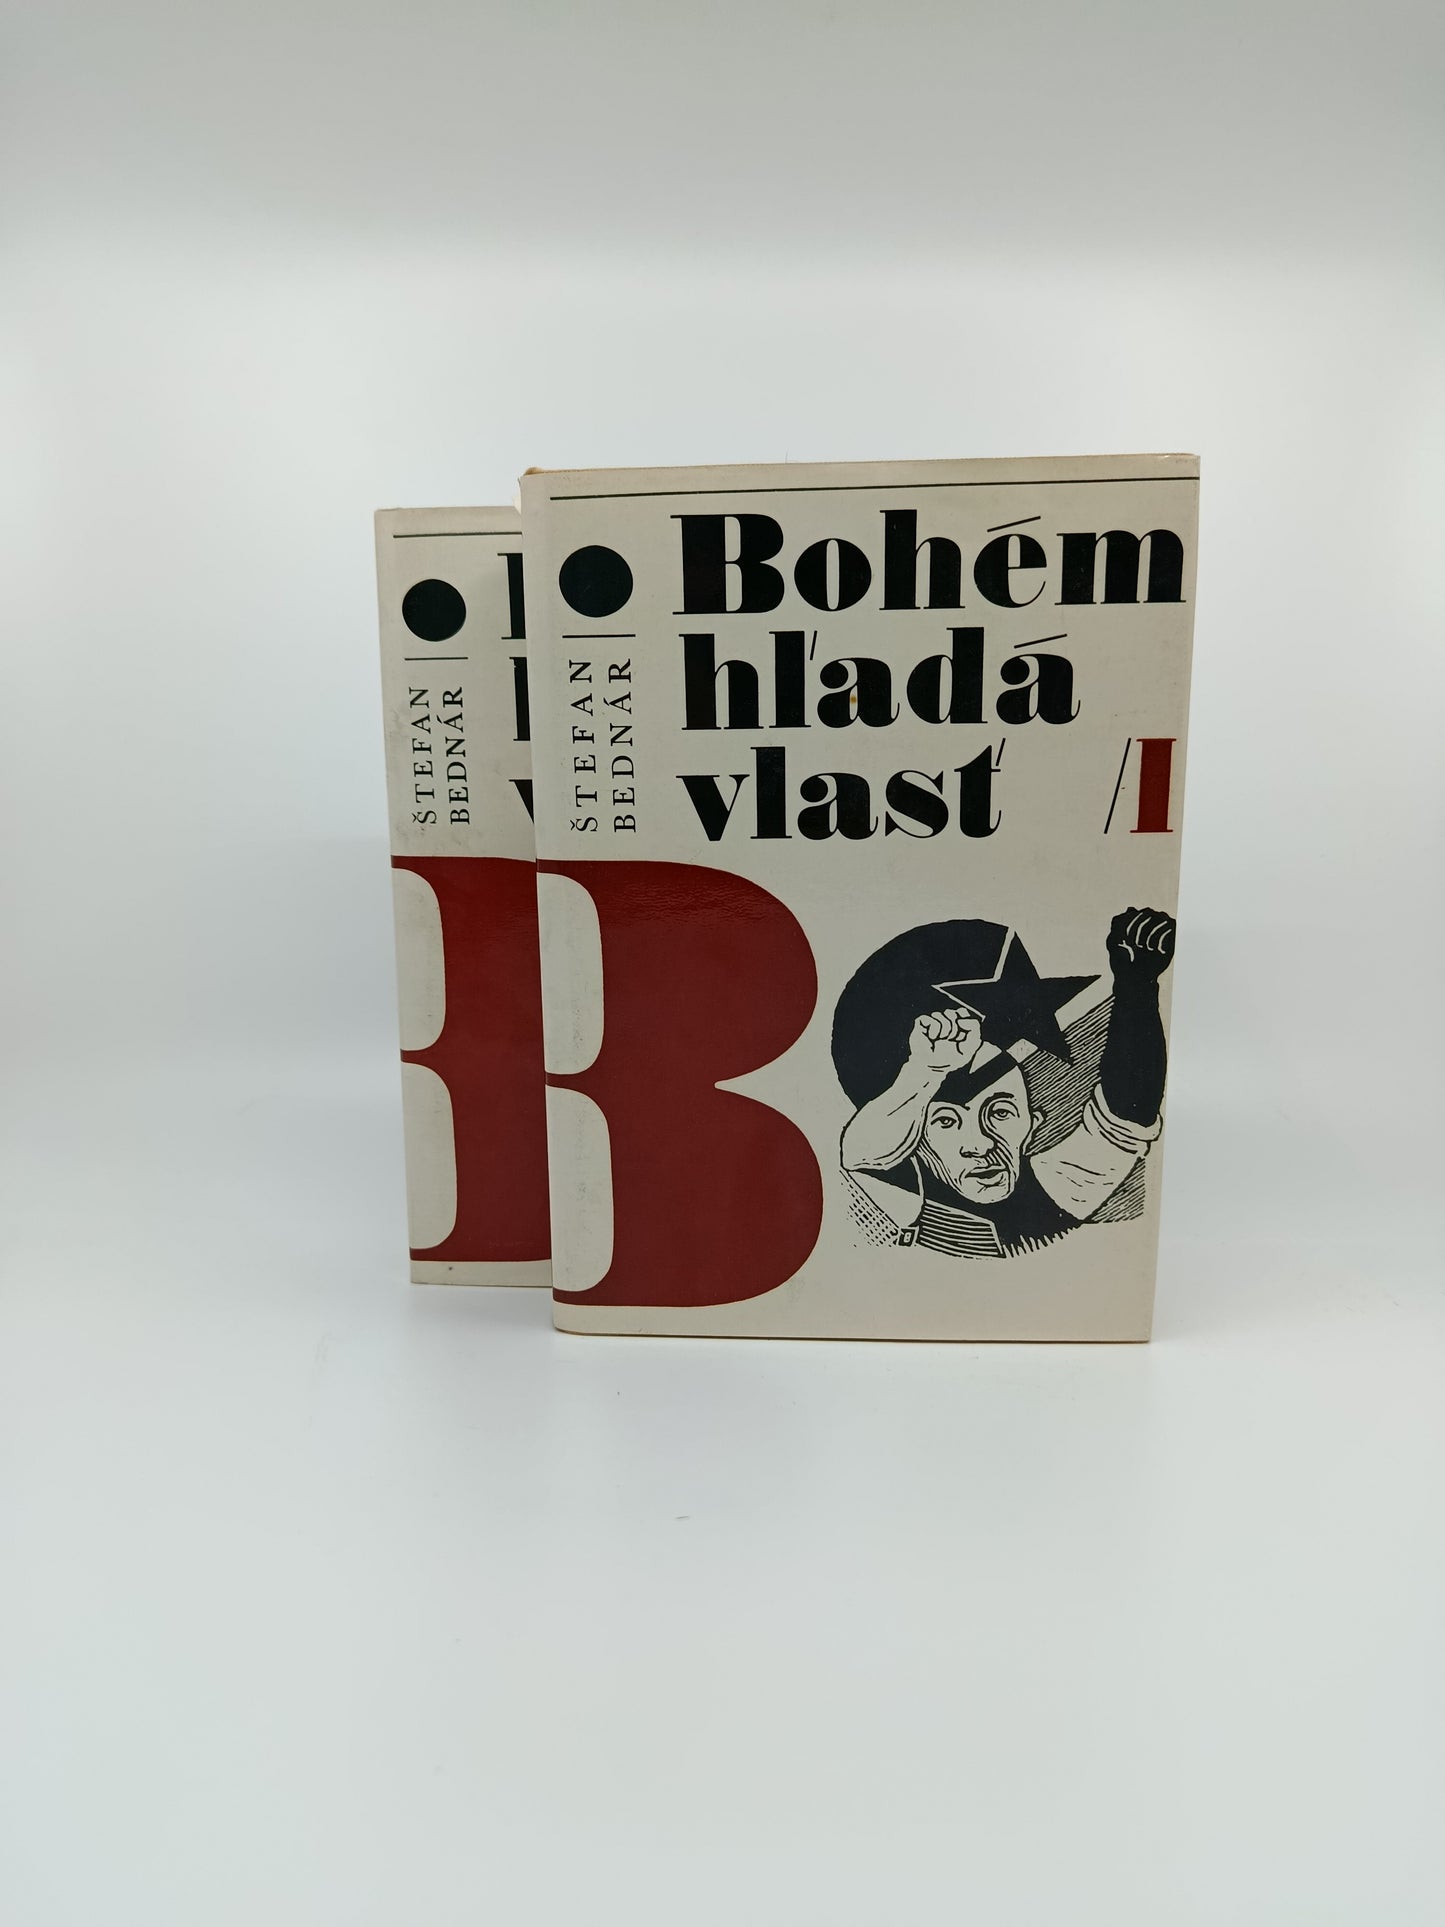 Bohém
hľadá
vlasť /I
ŠTEFAN
BEDNÁR
B
ŠTEFAN
BEDNÁR
B